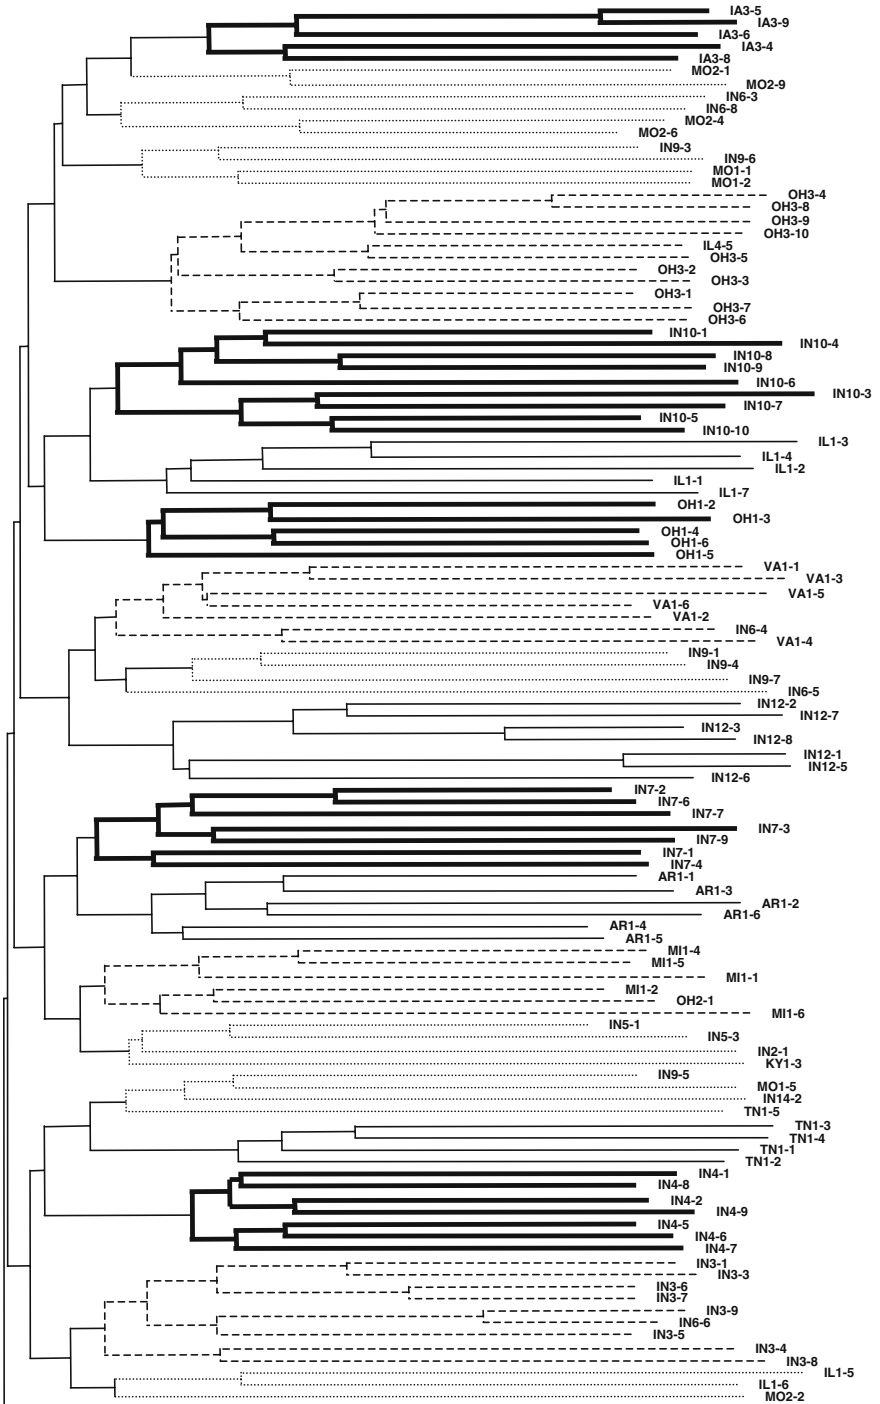 IA3-5
IA3-9
IA3-6
IA3-4
IA3-8
MO2-1
MO2-9
IN6-3
IN6-8
MO2-4
MO2-6
IN9-3
IN9-6
MO1-1
MO1-2
OH3-4
OH3-8
OH3-9
OH3-10
IL4-5
OH3-5
OH3-2
OH3-3
OH3-1
OH3-7
OH3-6
IN10-1
IN10-4
IN10-8
IN10-9
IN10-6
IN10-3
IN10-7
IN10-5
IN10-10
IL1-3
IL1-4
IL1-2
IL1-1
IL1-7
OH1-2
OH1-3
OH1-4
OH1-6
OH1-5
VA1-1
VA1-3
VA1-5
VA1-6
VA1-2
IN6-4
VA1-4
IN9-1
IN9-4
IN9-7
IN6-5
IN12-2
IN12-7
IN12-3
IN12-8
IN12-1
IN12-5
IN12-6
IN7-2
IN7-6
IN7-7
IN7-3
IN7-9
IN7-1
IN7-4
AR1-1
AR1-3
AR1-2
AR1-6
AR1-4
AR1-5
MI1-4
MI1-5
MI1-1
MI1-2
OH2-1
MI1-6
IN5-1
IN5-3
IN2-1
KY1-3
IN9-5
MO1-5
IN14-2
TN1-5
TN1-3
TN1-4
TN1-1
TN1-2
IN4-1
IN4-8
IN4-2
IN4-9
IN4-5
IN4-6
IN4-7
IN3-1
IN3-3
IN3-6
IN3-7
IN3-9
IN6-6
IN3-5
IN3-4
IN3-8
IL1-5
IL1-6
MO2-2